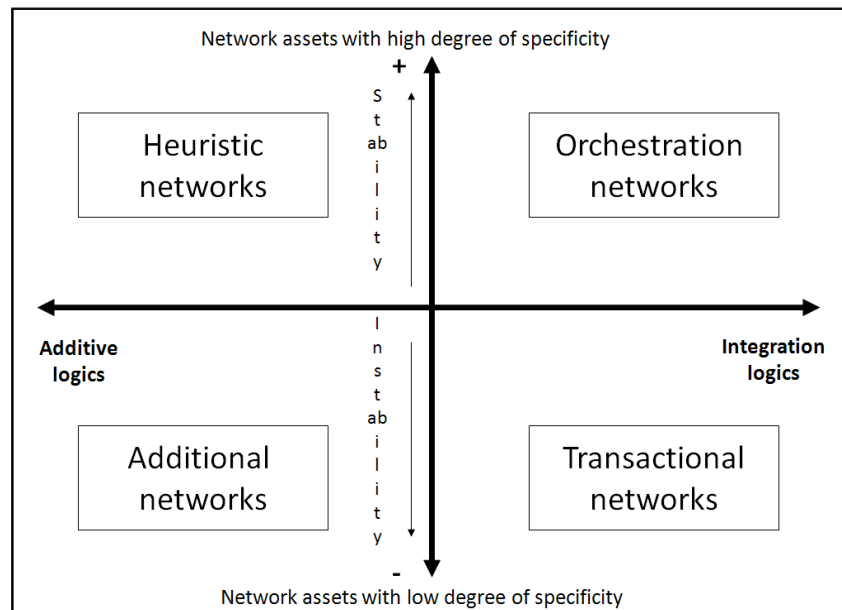 Network assets with high degree of specificity
+
S
t
ab
i
l
i
t
y
Heuristic
networks
Orchestration
networks
Additive
logics
Integration
logics
I
n
s
t
ab
i
l
i
t
y
Additional
networks
Transactional
networks
-
Network assets with low degree of specificity